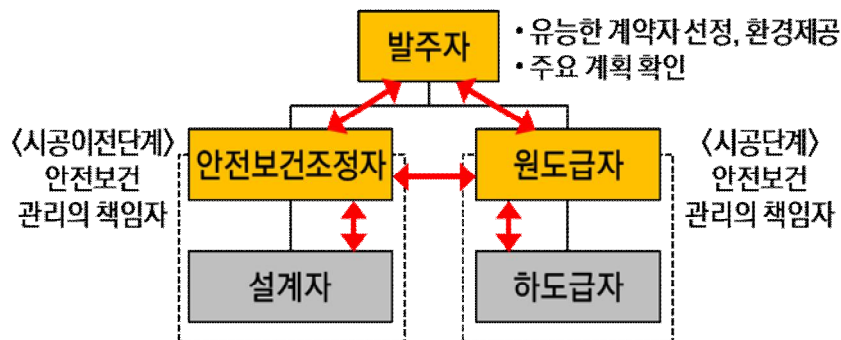 발주자
• 유능한 계약자 선정, 환경제공
• 주요 계획 확인
<시공이전단계>
안전보건
관리의 책임자
안전보건조정자
원도급자
<시공단계>
안전보건
관리의 책임자
설계자
하도급자